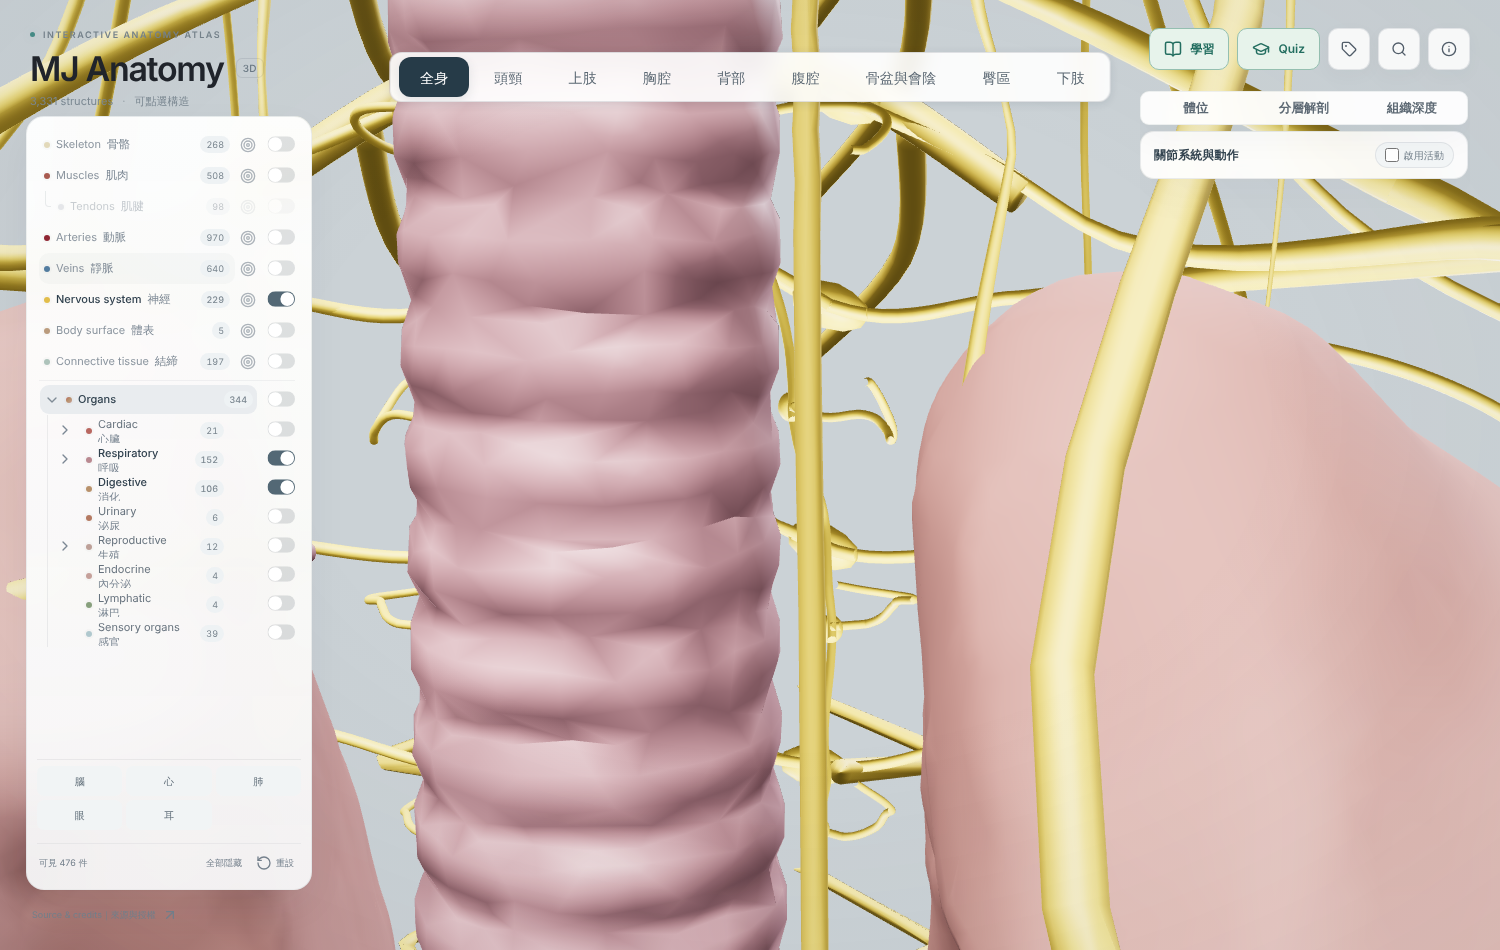 INTERACTIVE ANATOMY ATLAS
MJ Anatomy 3D
3,331 structures · 可點選構造
全身 頭頸 上肢 胸腔 背部 腹腔 骨盆與會陰 臀區 下肢
學習 Quiz
體位 分層解剖 組織深度
關節系統與動作 啟用活動
Skeleton 骨骼 268
Muscles 肌肉 508
Tendons 肌腱 98
Arteries 動脈 970
Veins 靜脈 640
Nervous system 神經 229
Body surface 體表 5
Connective tissue 結締 197
Organs 344
Cardiac 21
心臟
Respiratory 152
呼吸
Digestive 106
消化
Urinary 6
泌尿
Reproductive 12
生殖
Endocrine 4
內分泌
Lymphatic 4
淋巴
Sensory organs 39
感官
腦 心 肺
眼 耳
可見 476 件 全部隱藏 重設